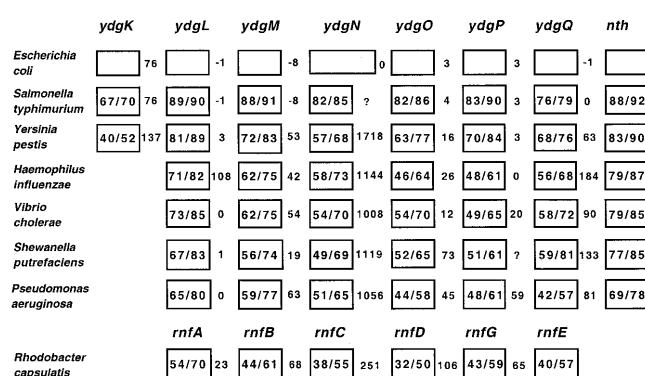 ydgK ydgL ydgM ydgN ydgO ydgP ydgQ nth
Escherichia coli 76 -1 -8 0 3 3 -1
Salmonella typhimurium 67/70 76 89/90 -1 88/91 -8 82/85 ? 82/86 4 83/90 3 76/79 0 88/92
Yersinia pestis 40/52 137 81/89 3 72/83 53 57/68 1718 63/77 16 70/84 3 68/76 63 83/90
Haemophilus influenzae 71/82 108 62/75 42 58/73 1144 46/64 26 48/61 0 56/68 184 79/87
Vibrio cholerae 73/85 0 62/75 54 54/70 1008 54/70 12 49/65 20 58/72 90 79/85
Shewanella putrefaciens 67/83 1 56/74 19 49/69 1119 52/65 73 51/61 ? 59/81 133 77/85
Pseudomonas aeruginosa 65/80 0 59/77 63 51/65 1056 44/58 45 48/61 59 42/57 81 69/78
rnfA rnfB rnfC rnfD rnfG rnfE
Rhodobacter capsulatis 54/70 23 44/61 68 38/55 251 32/50 106 43/59 65 40/57